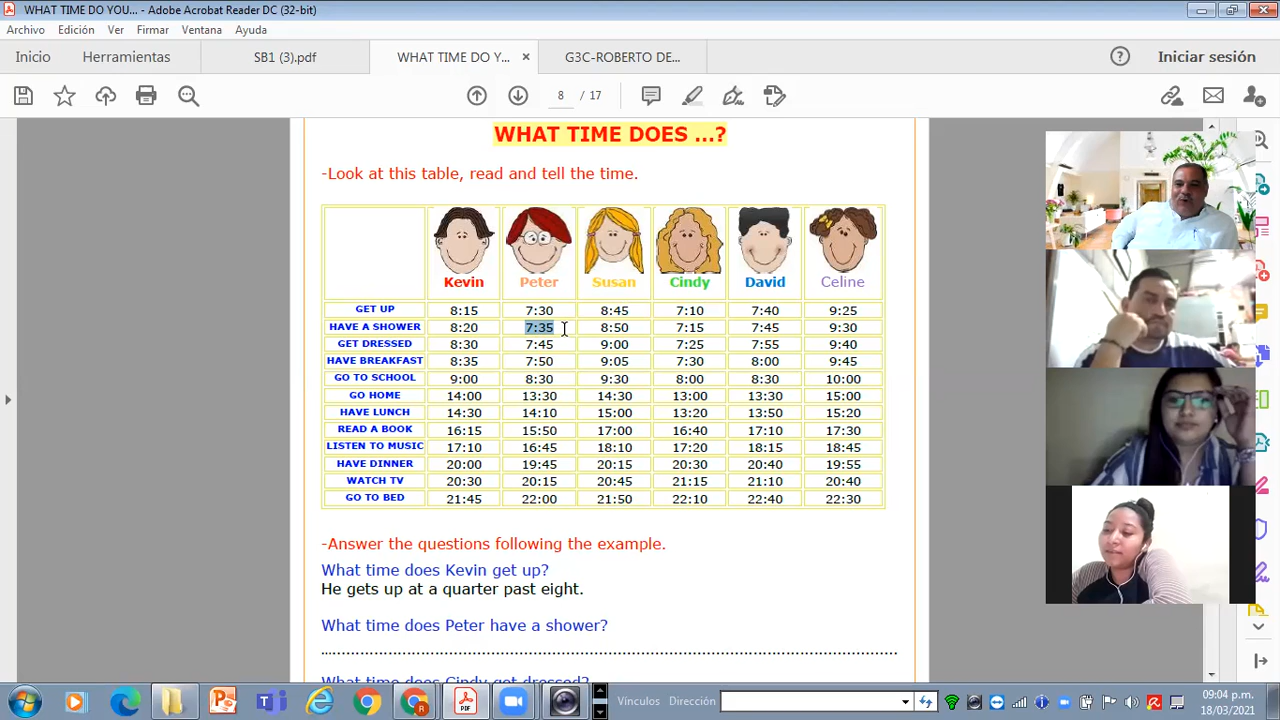 WHAT TIME DO YOU... - Adobe Acrobat Reader DC (32-bit)
Archivo Edición Ver Firmar Ventana Ayuda
Inicio Herramientas SB1 (3).pdf WHAT TIME DO Y... × G3C-ROBERTO DE... Iniciar sesión
8 / 17
WHAT TIME DOES ...?
-Look at this table, read and tell the time.
Kevin Peter Susan Cindy David Celine
GET UP 8:15 7:30 8:45 7:10 7:40 9:25
HAVE A SHOWER 8:20 7:35 8:50 7:15 7:45 9:30
GET DRESSED 8:30 7:45 9:00 7:25 7:55 9:40
HAVE BREAKFAST 8:35 7:50 9:05 7:30 8:00 9:45
GO TO SCHOOL 9:00 8:30 9:30 8:00 8:30 10:00
GO HOME 14:00 13:30 14:30 13:00 13:30 15:00
HAVE LUNCH 14:30 14:10 15:00 13:20 13:50 15:20
READ A BOOK 16:15 15:50 17:00 16:40 17:10 17:30
LISTEN TO MUSIC 17:10 16:45 18:10 17:20 18:15 18:45
HAVE DINNER 20:00 19:45 20:15 20:30 20:40 19:55
WATCH TV 20:30 20:15 20:45 21:15 21:10 20:40
GO TO BED 21:45 22:00 21:50 22:10 22:40 22:30
-Answer the questions following the example.
What time does Kevin get up?
He gets up at a quarter past eight.
What time does Peter have a shower?
What time does Cindy get dressed?
Vínculos Dirección 09:04 p.m.
18/03/2021